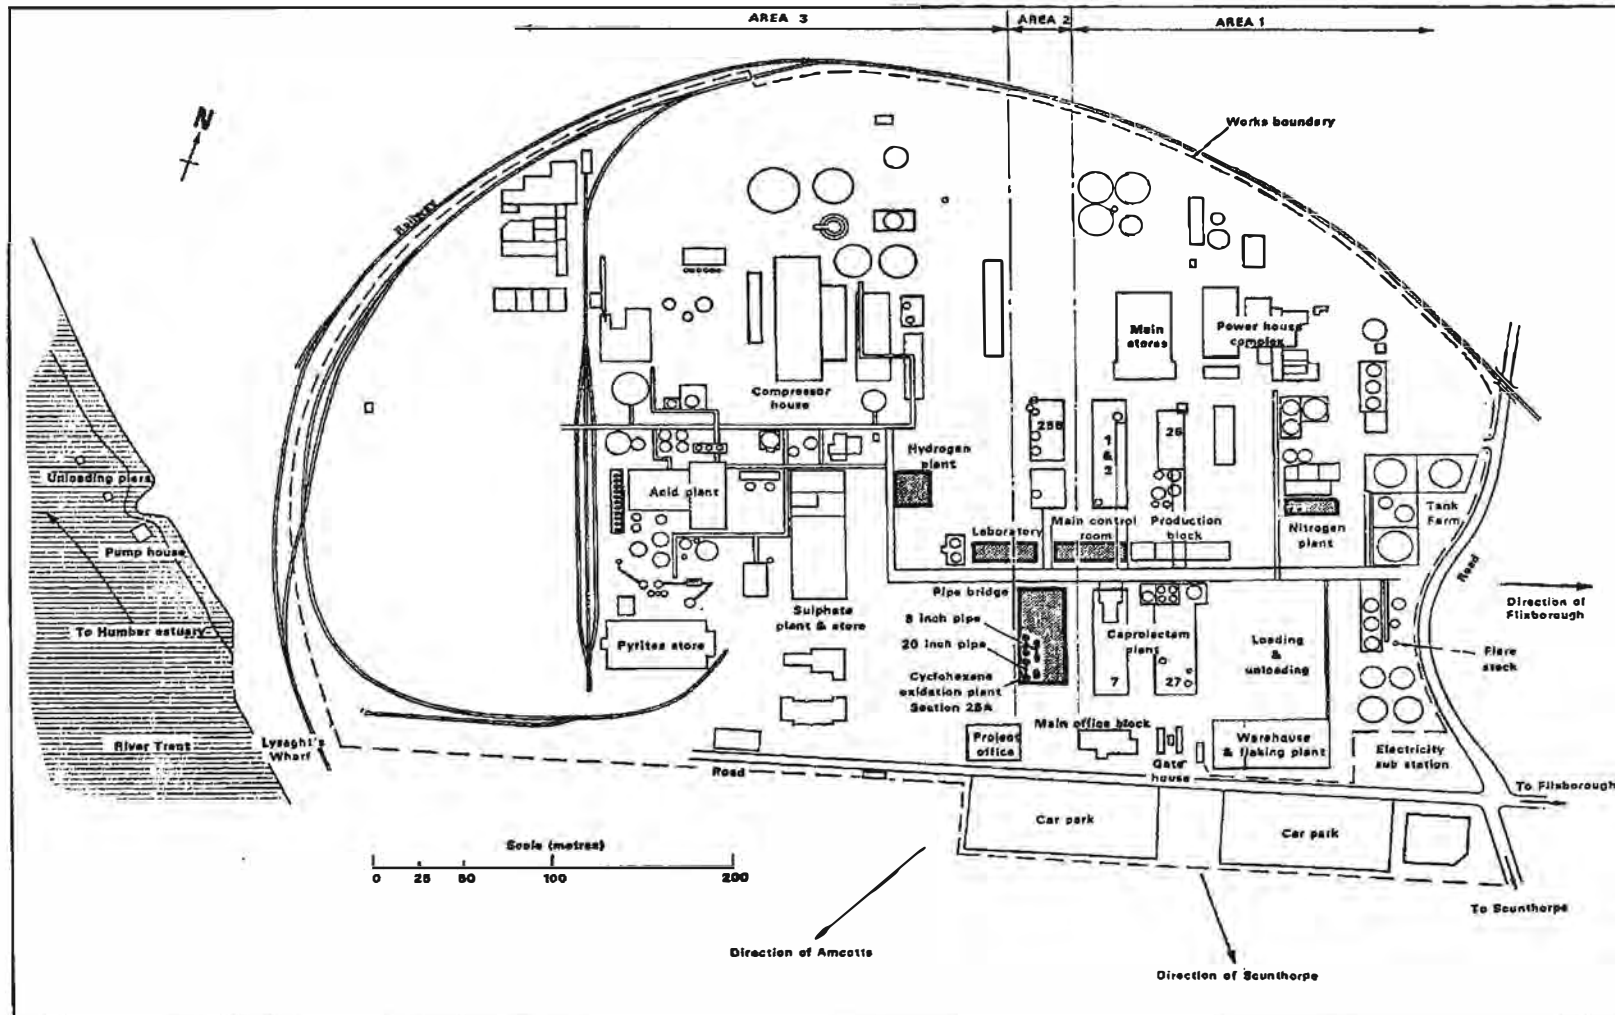 AREA 3
AREA 2
AREA 1
N
Works boundary
Railway
Main
stores
Power house
complex
Compressor
house
25B
1
&
2
26
Hydrogen
plant
Unloading piers
Acid plant
Tank
Farm
Laboratory
Main control
room
Production
block
Nitrogen
plant
Pump house
Road
Pipe bridge
Direction of
Flixborough
Sulphate
plant & store
8 inch pipe
To Humber estuary
Pyrites store
20 inch pipe
Caprolactam
plant
Loading
&
unloading
Flare
stack
Cyclohexane
oxidation plant
Section 25A
7
27
River Trent
Lysaght's
Wharf
Project
office
Main office block
Gate
house
Warehouse
& flaking plant
Electricity
sub station
Road
To Flixborough
Car park
Car park
Scale (metres)
0 25 50 100 200
To Scunthorpe
Direction of Amcotts
Direction of Scunthorpe